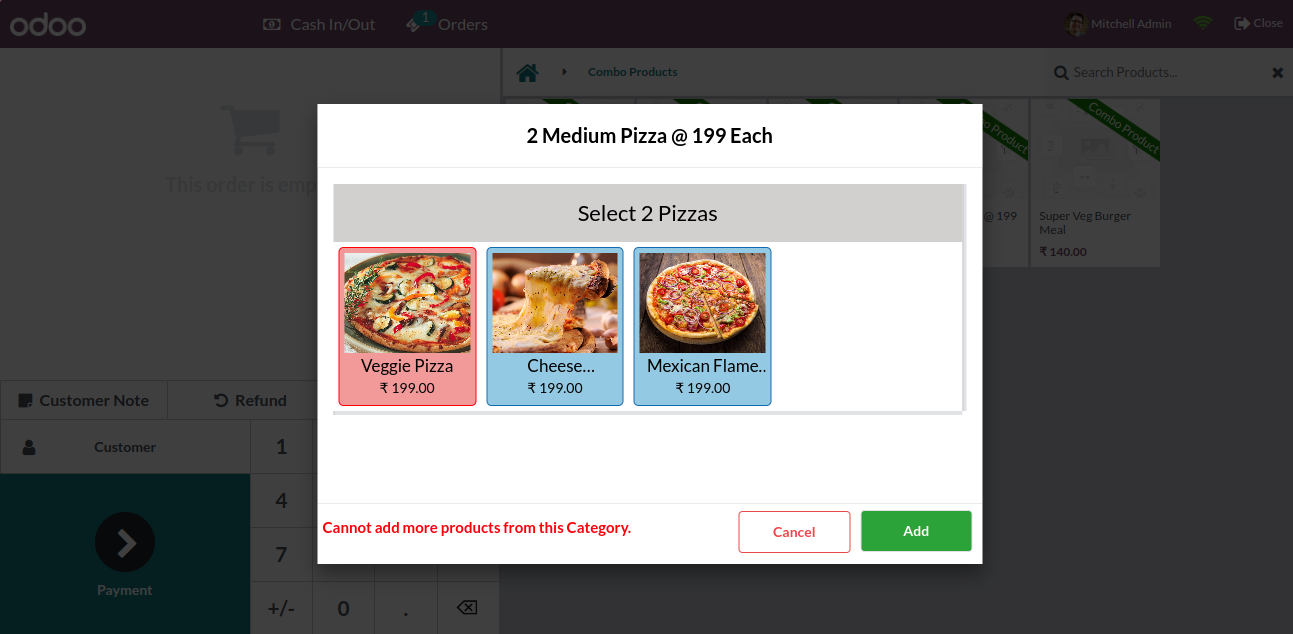 odoo
Cash In/Out
1
Orders
Mitchell Admin
Close
Combo Products
Search Products...
This order is emp
Combo Product
Combo Product
@ 199
Super Veg Burger
Meal
₹ 140.00
2 Medium Pizza @ 199 Each
Select 2 Pizzas
Veggie Pizza
₹ 199.00
Cheese...
₹ 199.00
Mexican Flame..
₹ 199.00
Cannot add more products from this Category.
Cancel
Add
Customer Note
Refund
Customer
1
4
7
+/-
0
.
Payment